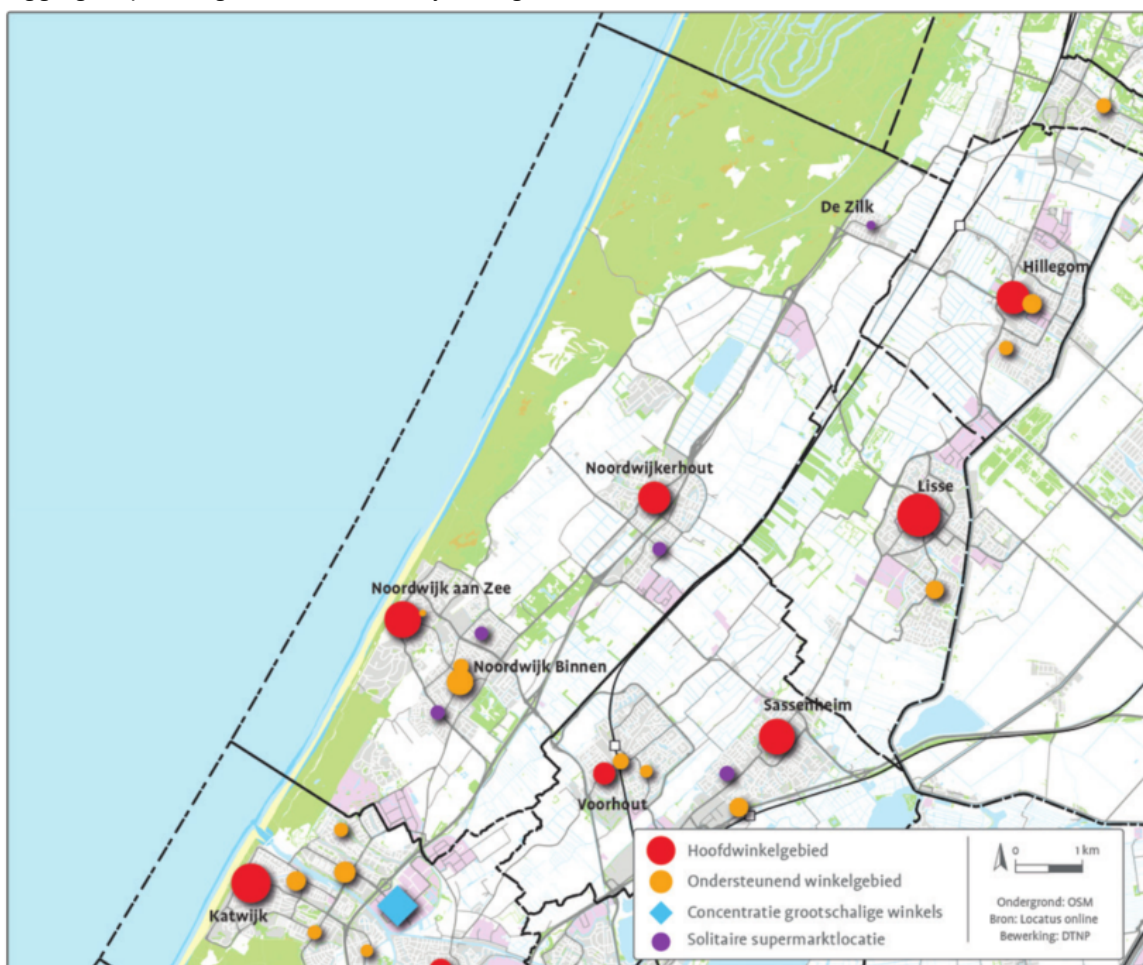 De Zilk
Hillegom
Noordwijkerhout
Lisse
Noordwijk aan Zee
Noordwijk Binnen
Sassenheim
Voorhout
Katwijk
Hoofdwinkelgebied
Ondersteunend winkelgebied
Concentratie grootschalige winkels
Solitaire supermarktlocatie
0 1 km
Ondergrond: OSM
Bron: Locatus online
Bewerking: DTNP